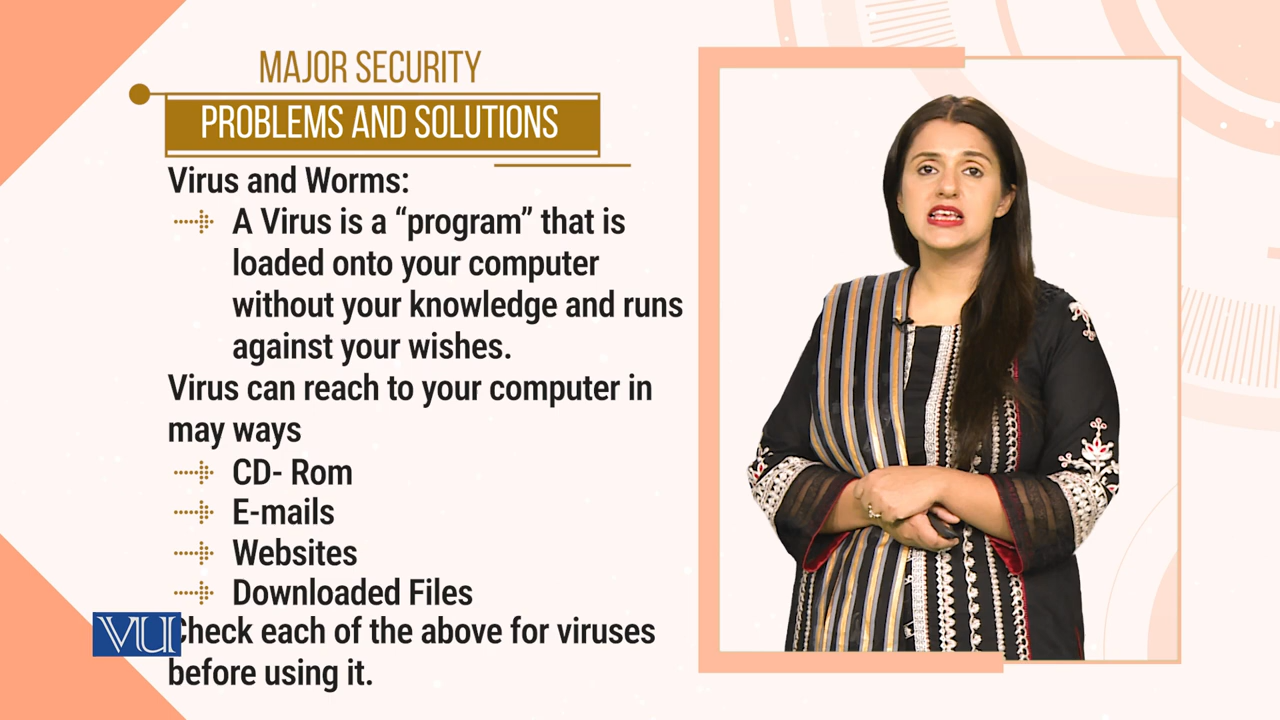 MAJOR SECURITY
PROBLEMS AND SOLUTIONS
Virus and Worms:
A Virus is a “program” that is
loaded onto your computer
without your knowledge and runs
against your wishes.
Virus can reach to your computer in
may ways
CD- Rom
E-mails
Websites
Downloaded Files
VU
Check each of the above for viruses
before using it.